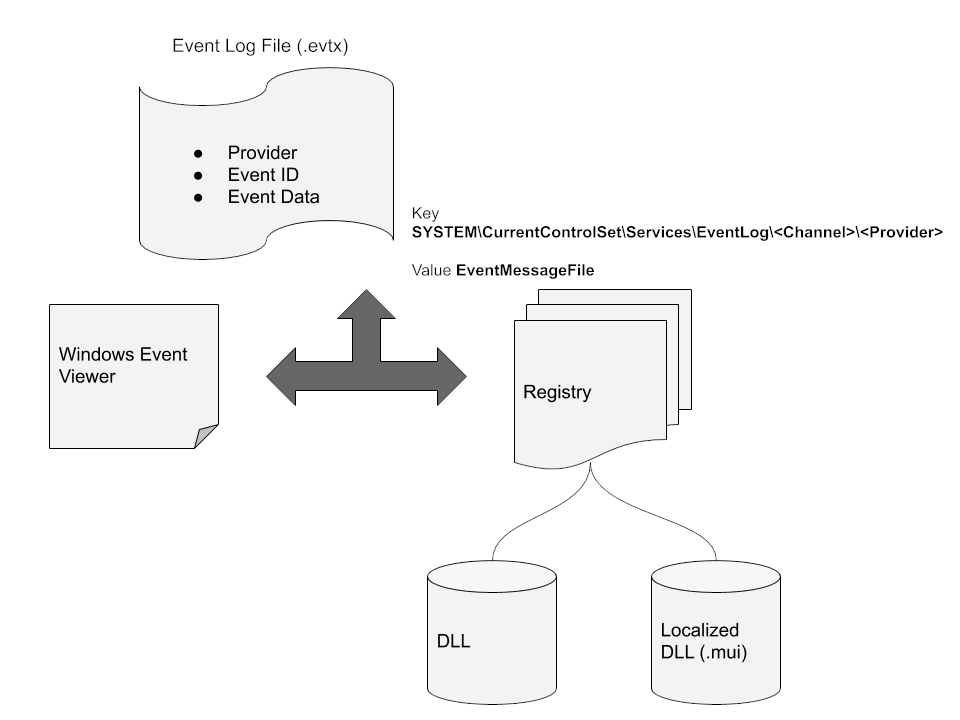 Event Log File (.evtx)
● Provider
● Event ID
● Event Data
Key
SYSTEM\CurrentControlSet\Services\EventLog\<Channel>\<Provider>
Value EventMessageFile
Windows Event
Viewer
Registry
DLL
Localized
DLL (.mui)